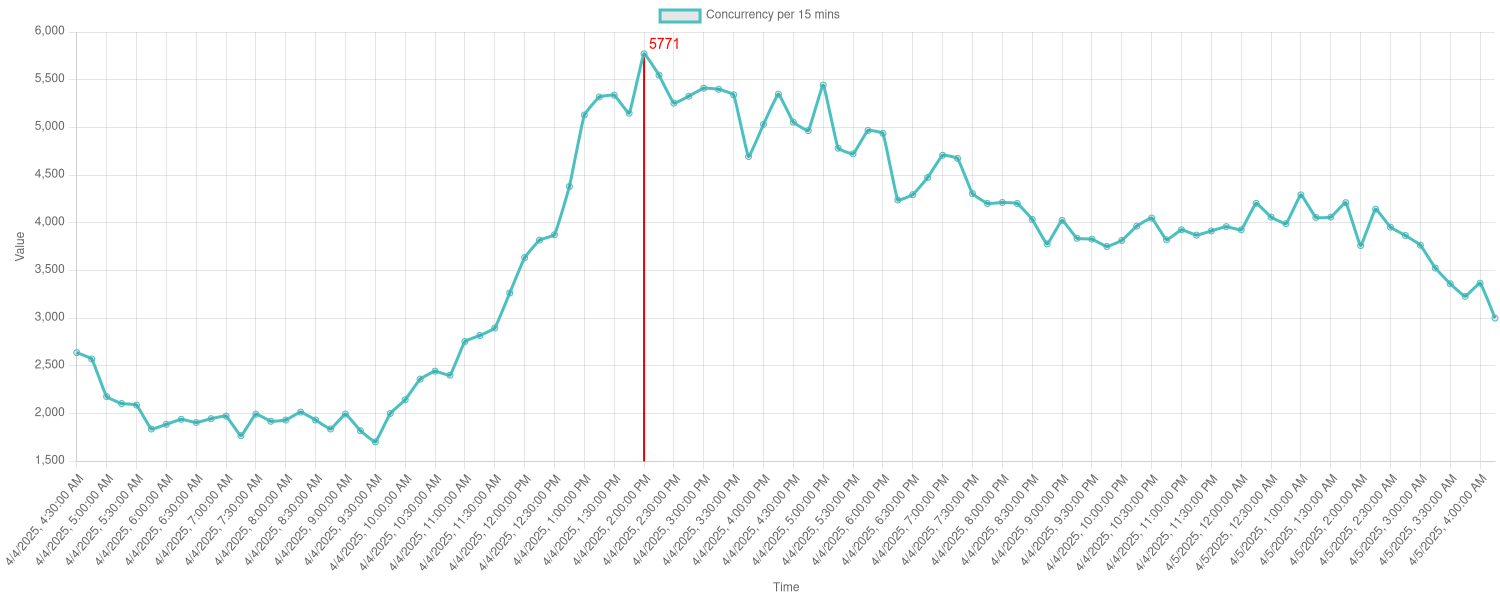 Concurrency per 15 mins
6,000
5,500
5,000
4,500
4,000
3,500
3,000
2,500
2,000
1,500
Value
5771
4/4/2025, 4:30:00 AM
4/4/2025, 5:00:00 AM
4/4/2025, 5:30:00 AM
4/4/2025, 6:00:00 AM
4/4/2025, 6:30:00 AM
4/4/2025, 7:00:00 AM
4/4/2025, 7:30:00 AM
4/4/2025, 8:00:00 AM
4/4/2025, 8:30:00 AM
4/4/2025, 9:00:00 AM
4/4/2025, 9:30:00 AM
4/4/2025, 10:00:00 AM
4/4/2025, 10:30:00 AM
4/4/2025, 11:00:00 AM
4/4/2025, 11:30:00 AM
4/4/2025, 12:00:00 PM
4/4/2025, 12:30:00 PM
4/4/2025, 1:00:00 PM
4/4/2025, 1:30:00 PM
4/4/2025, 2:00:00 PM
4/4/2025, 2:30:00 PM
4/4/2025, 3:00:00 PM
4/4/2025, 3:30:00 PM
4/4/2025, 4:00:00 PM
4/4/2025, 4:30:00 PM
4/4/2025, 5:00:00 PM
4/4/2025, 5:30:00 PM
4/4/2025, 6:00:00 PM
4/4/2025, 6:30:00 PM
4/4/2025, 7:00:00 PM
4/4/2025, 7:30:00 PM
4/4/2025, 8:00:00 PM
4/4/2025, 8:30:00 PM
4/4/2025, 9:00:00 PM
4/4/2025, 9:30:00 PM
4/4/2025, 10:00:00 PM
4/4/2025, 10:30:00 PM
4/4/2025, 11:00:00 PM
4/4/2025, 11:30:00 PM
4/5/2025, 12:00:00 AM
4/5/2025, 12:30:00 AM
4/5/2025, 1:00:00 AM
4/5/2025, 1:30:00 AM
4/5/2025, 2:00:00 AM
4/5/2025, 2:30:00 AM
4/5/2025, 3:00:00 AM
4/5/2025, 3:30:00 AM
4/5/2025, 4:00:00 AM
Time